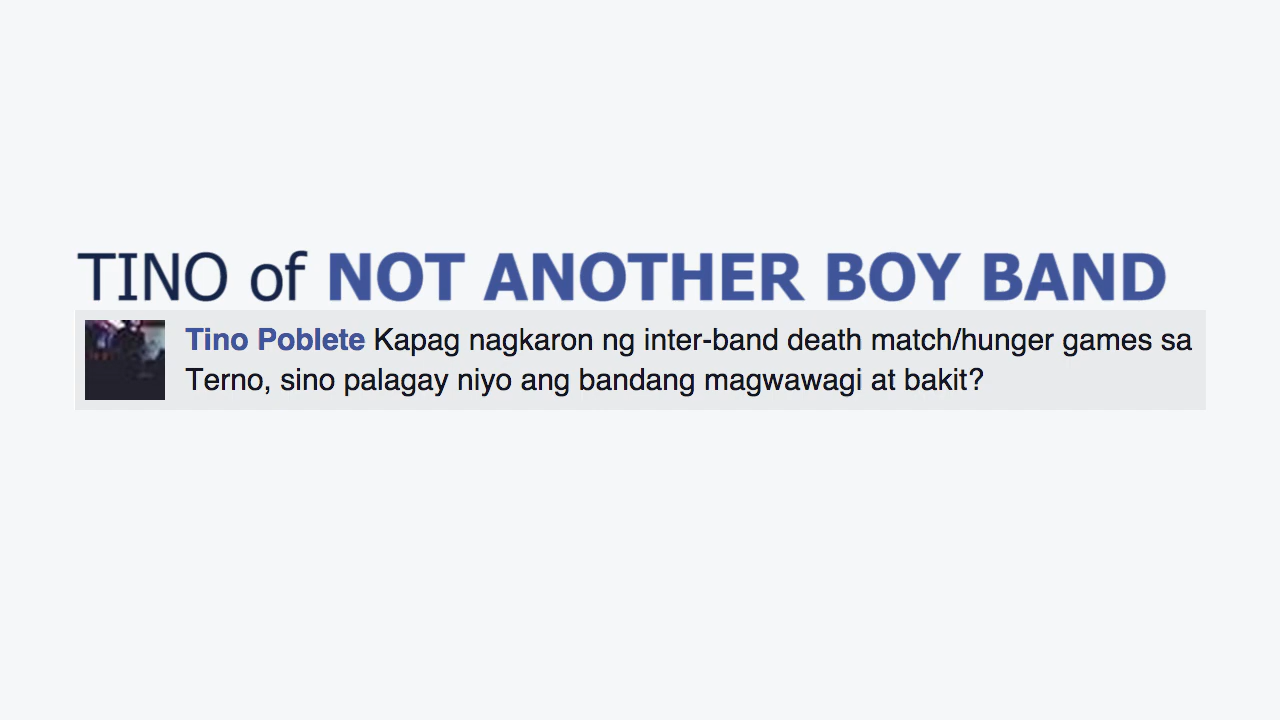 TINO of NOT ANOTHER BOY BAND
Tino Poblete Kapag nagkaron ng inter-band death match/hunger games sa
Terno, sino palagay niyo ang bandang magwawagi at bakit?